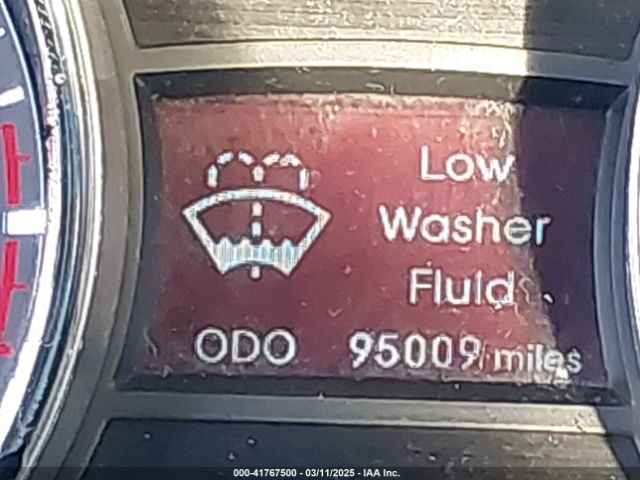 Low
Washer
Fluid
ODO 95009 miles
000-41767500 - 03/11/2025 - IAA Inc.